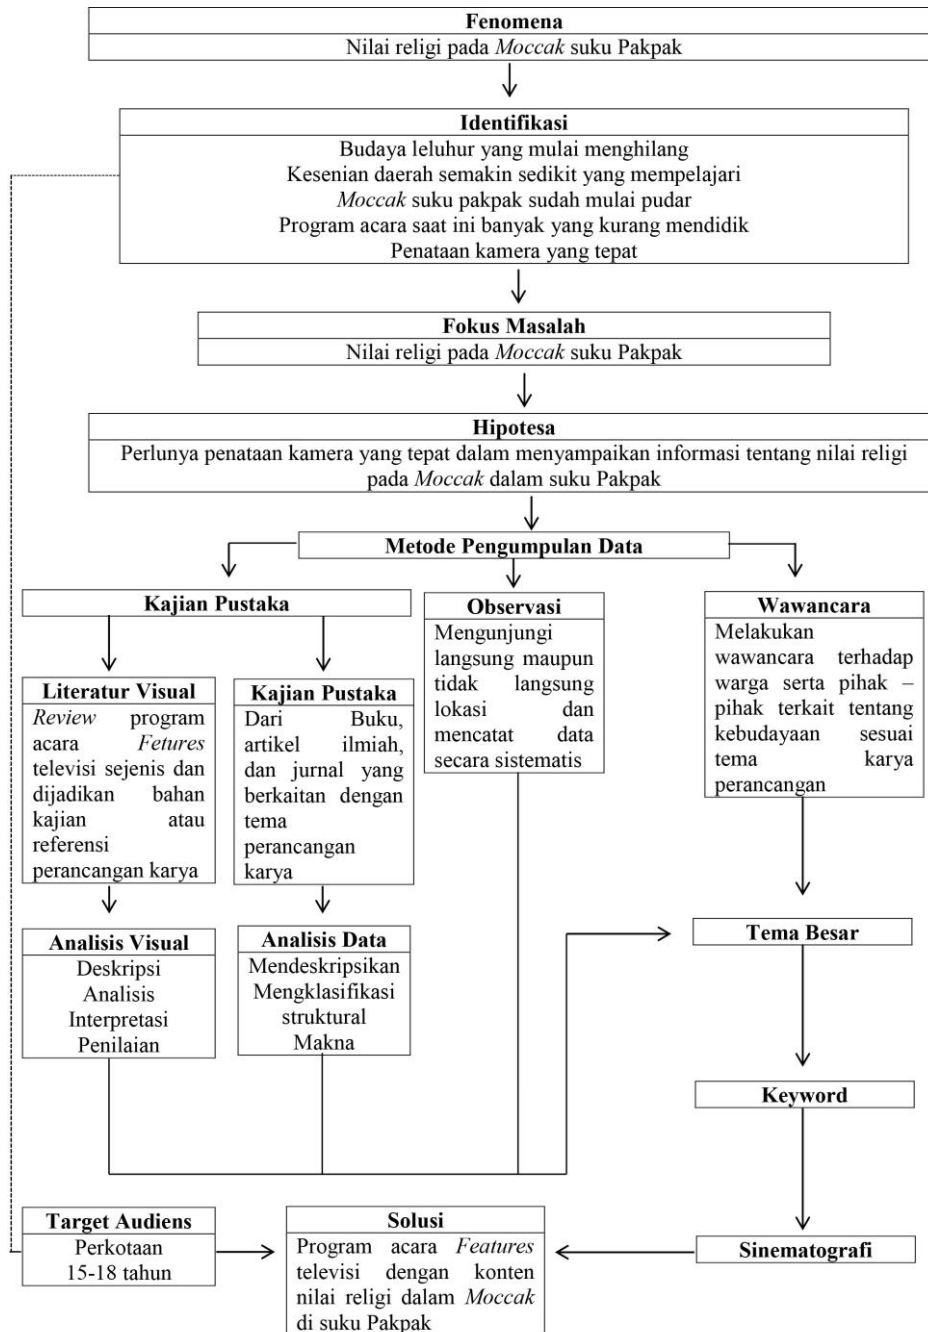 Fenomena
Nilai religi pada Moccak suku Pakpak
Identifikasi
Budaya leluhur yang mulai menghilang
Kesenian daerah semakin sedikit yang mempelajari
Moccak suku pakpak sudah mulai pudar
Program acara saat ini banyak yang kurang mendidik
Penataan kamera yang tepat
Fokus Masalah
Nilai religi pada Moccak suku Pakpak
Hipotesa
Perlunya penataan kamera yang tepat dalam menyampaikan informasi tentang nilai religi
pada Moccak dalam suku Pakpak
Metode Pengumpulan Data
Kajian Pustaka
Literatur Visual
Review program
acara Fetures
televisi sejenis dan
dijadikan bahan
kajian atau
referensi
perancangan karya
Kajian Pustaka
Dari Buku,
artikel ilmiah,
dan jurnal yang
berkaitan dengan
tema
perancangan
karya
Observasi
Mengunjungi
langsung maupun
tidak langsung
lokasi dan
mencatat data
secara sistematis
Wawancara
Melakukan
wawancara terhadap
warga serta pihak –
pihak terkait tentang
kebudayaan sesuai
tema karya
perancangan
Analisis Visual
Deskripsi
Analisis
Interpretasi
Penilaian
Analisis Data
Mendeskripsikan
Mengklasifikasi
struktural
Makna
Tema Besar
Keyword
Target Audiens
Perkotaan
15-18 tahun
Solusi
Program acara Features
televisi dengan konten
nilai religi dalam Moccak
di suku Pakpak
Sinematografi